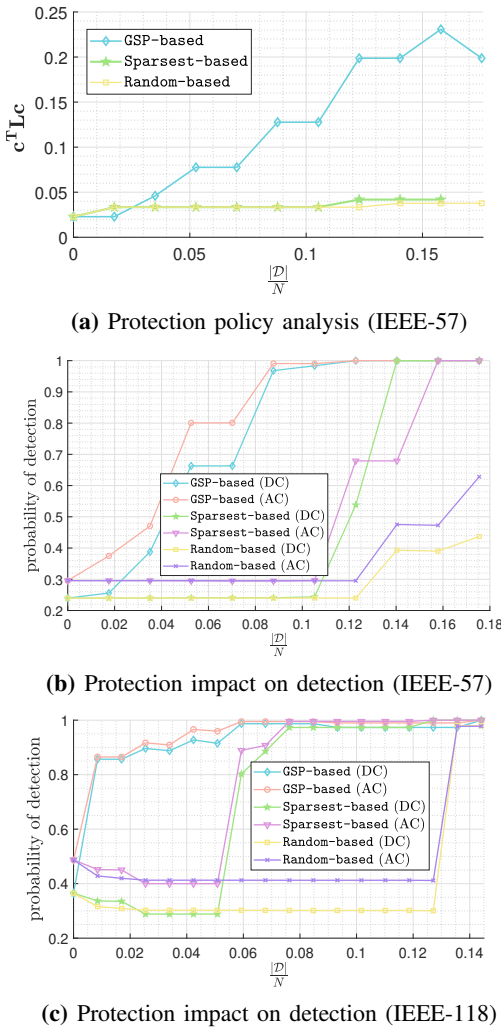 0.25
0.2
0.15
0.1
0.05
0
c^T Lc
GSP-based
Sparsest-based
Random-based
0 0.05 0.1 0.15
|D|
N
(a) Protection policy analysis (IEEE-57)
1
0.9
0.8
0.7
0.6
0.5
0.4
0.3
0.2
probability of detection
GSP-based (DC)
GSP-based (AC)
Sparsest-based (DC)
Sparsest-based (AC)
Random-based (DC)
Random-based (AC)
0 0.02 0.04 0.06 0.08 0.1 0.12 0.14 0.16 0.18
|D|
N
(b) Protection impact on detection (IEEE-57)
1
0.8
0.6
0.4
0.2
probability of detection
GSP-based (DC)
GSP-based (AC)
Sparsest-based (DC)
Sparsest-based (AC)
Random-based (DC)
Random-based (AC)
0 0.02 0.04 0.06 0.08 0.1 0.12 0.14
|D|
N
(c) Protection impact on detection (IEEE-118)